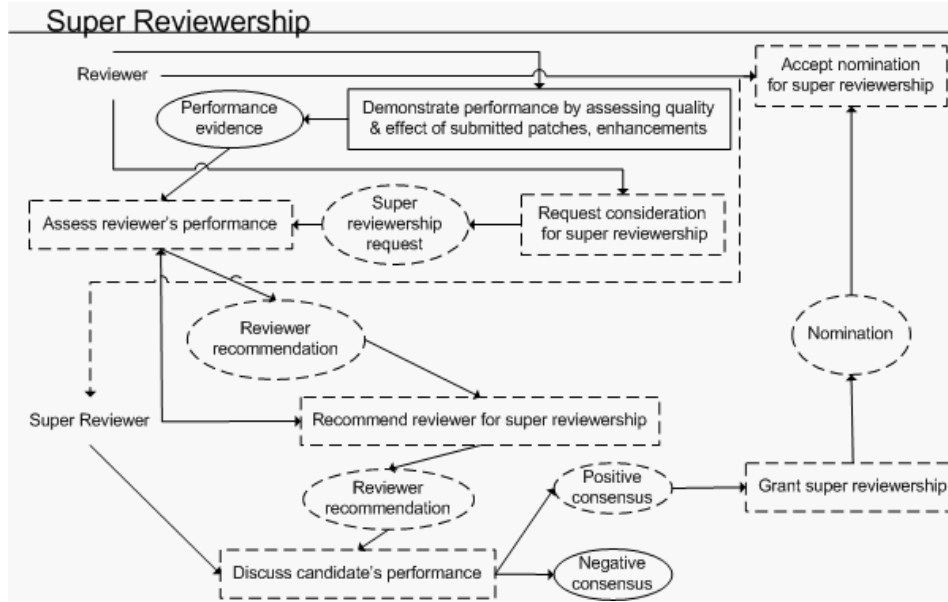 Super Reviewership
Reviewer
Accept nomination
for super reviewership
Performance
evidence
Demonstrate performance by assessing quality
& effect of submitted patches, enhancements
Assess reviewer's performance
Super
reviewership
request
Request consideration
for super reviewership
Reviewer
recommendation
Nomination
Super Reviewer
Recommend reviewer for super reviewership
Reviewer
recommendation
Positive
consensus
Grant super reviewership
Discuss candidate's performance
Negative
consensus